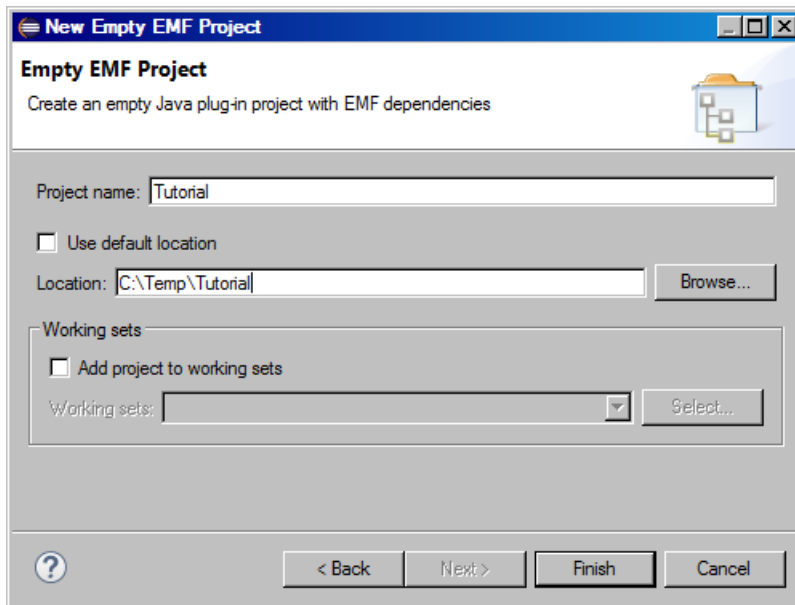 New Empty EMF Project
Empty EMF Project
Create an empty Java plug-in project with EMF dependencies
Project name: Tutorial
Use default location
Location: C:\Temp\Tutorial Browse...
Working sets
Add project to working sets
Working sets: Select...
? < Back Next > Finish Cancel